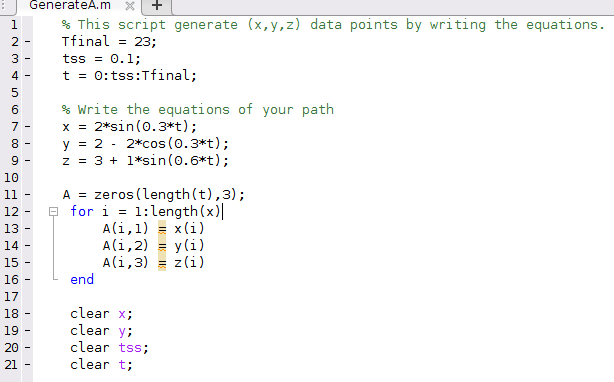 GenerateA.m × +
1 % This script generate (x,y,z) data points by writing the equations.
2 - Tfinal = 23;
3 - tss = 0.1;
4 - t = 0:tss:Tfinal;
5
6 % Write the equations of your path
7 - x = 2*sin(0.3*t);
8 - y = 2 - 2*cos(0.3*t);
9 - z = 3 + 1*sin(0.6*t);
10
11 - A = zeros(length(t),3);
12 - for i = 1:length(x)
13 - A(i,1) = x(i)
14 - A(i,2) = y(i)
15 - A(i,3) = z(i)
16 - end
17
18 - clear x;
19 - clear y;
20 - clear tss;
21 - clear t;